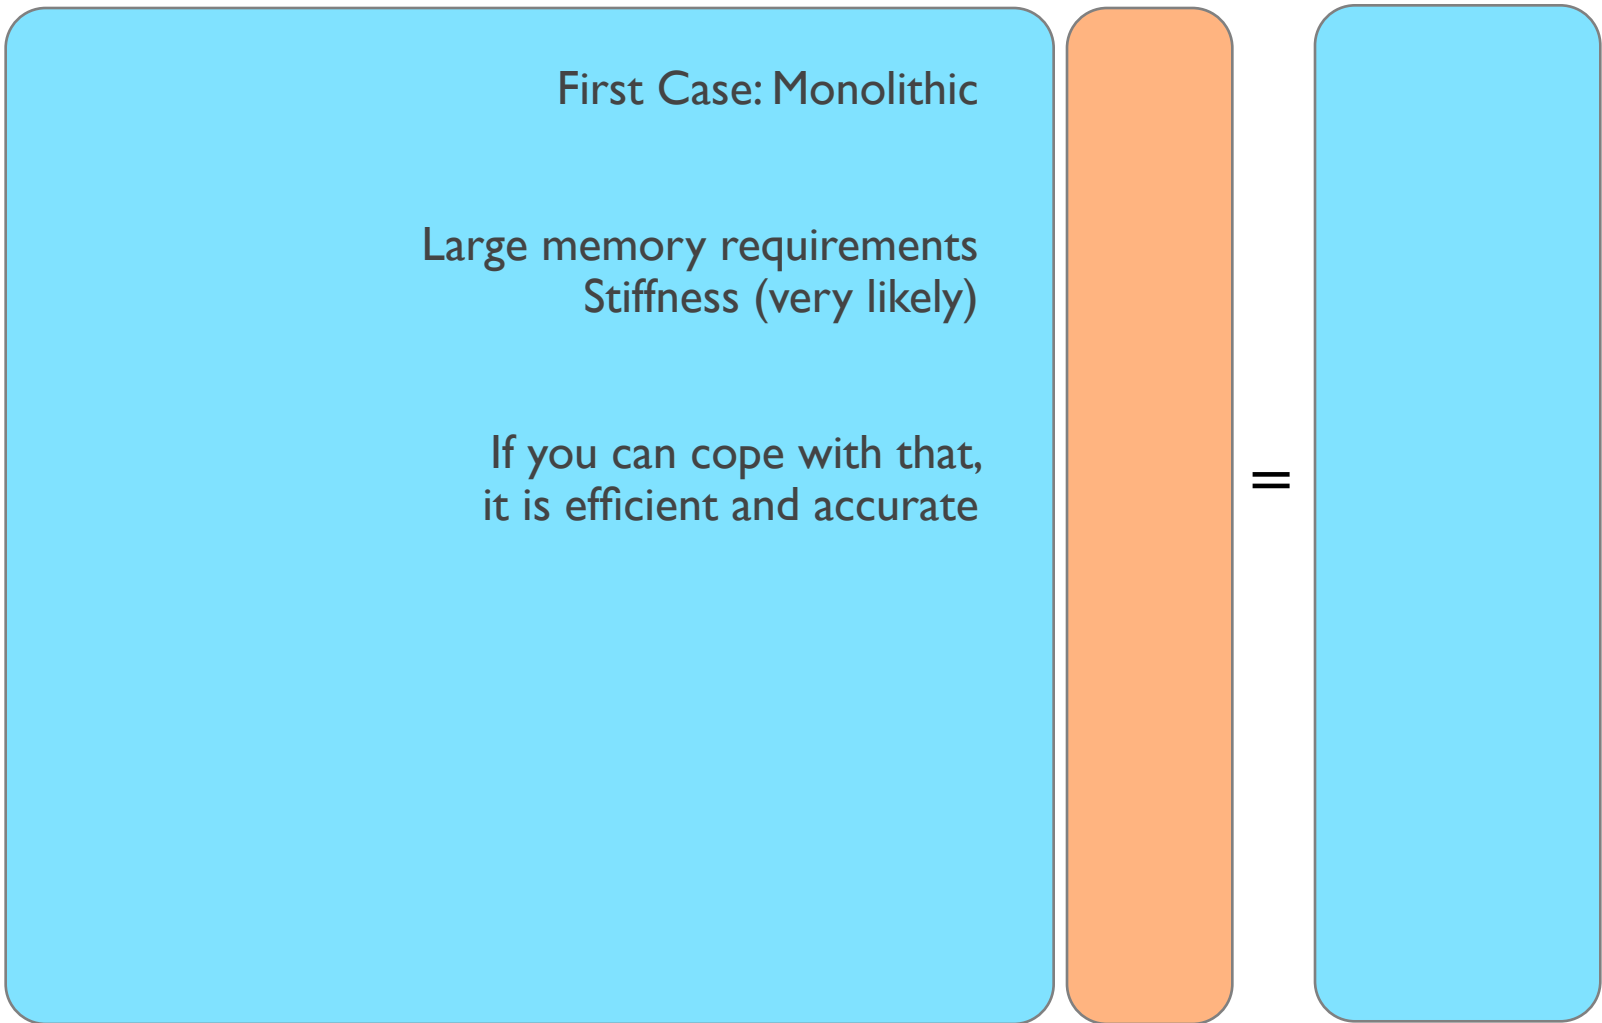 First Case: Monolithic
Large memory requirements
Stiffness (very likely)
If you can cope with that,
it is efficient and accurate
=